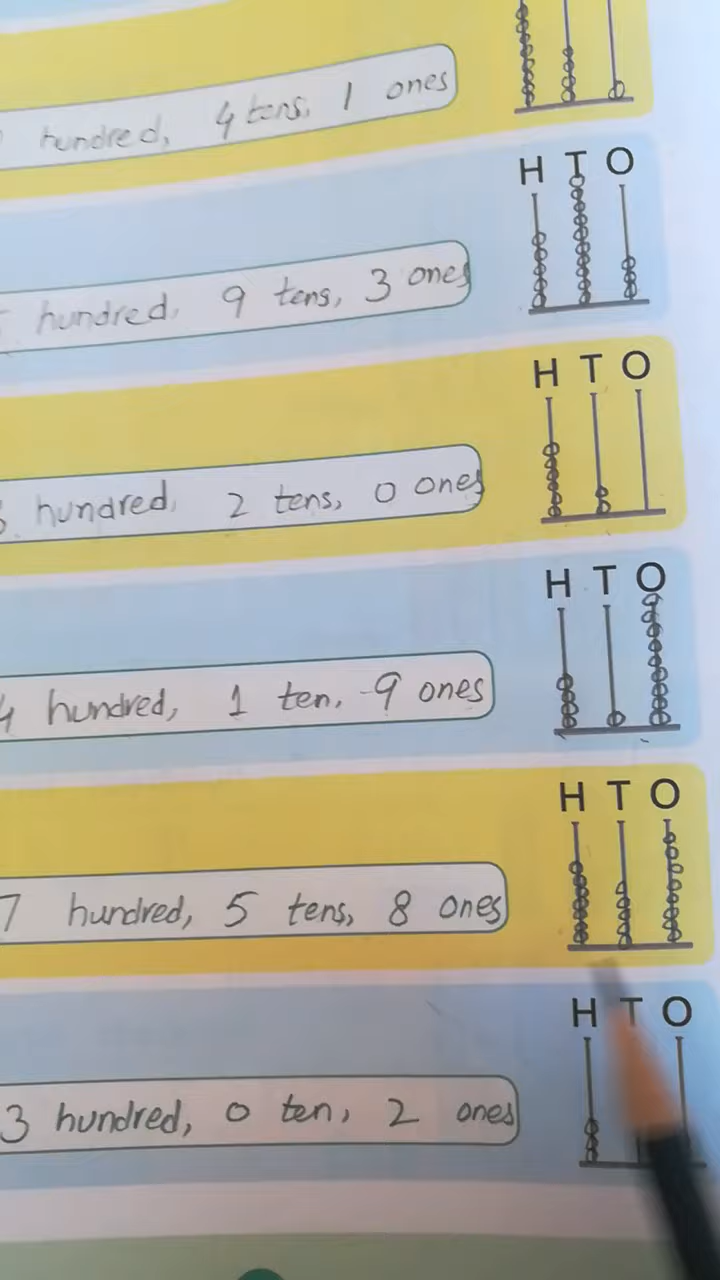 hundred, 4 tens, 1 ones
H T O
hundred, 9 tens, 3 ones
H T O
hundred, 2 tens, 0 ones
H T O
4 hundred, 1 ten, 9 ones
H T O
7 hundred, 5 tens, 8 ones
H T O
3 hundred, 0 ten, 2 ones